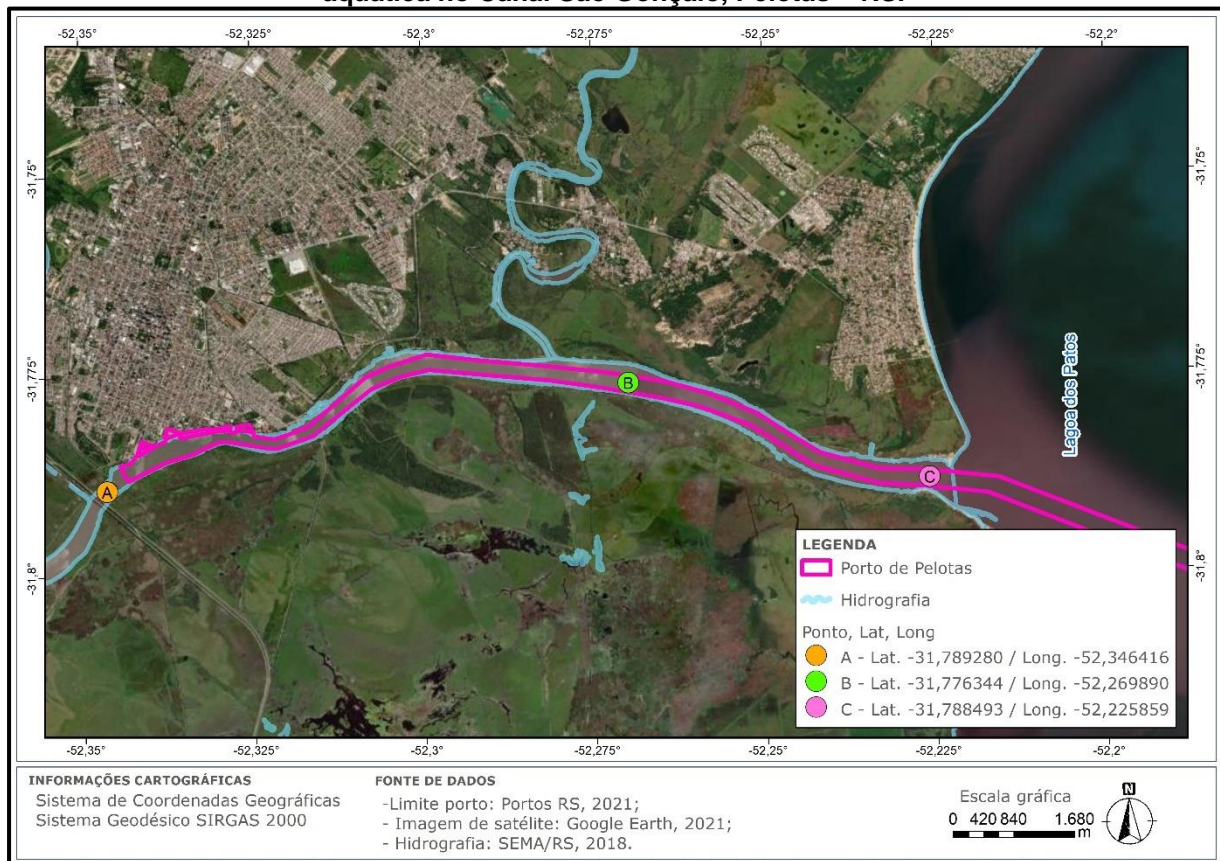 aquática no Canal São Gonçalo, Pelotas – RS.
-52,35° -52,325° -52,3° -52,275° -52,25° -52,225° -52,2°
-31,75° -31,75°
-31,775° -31,775°
-31,8° -31,8°
Lagoa dos Patos
A
B
C
LEGENDA
Porto de Pelotas
Hidrografia
Ponto, Lat, Long
A - Lat. -31,789280 / Long. -52,346416
B - Lat. -31,776344 / Long. -52,269890
C - Lat. -31,788493 / Long. -52,225859
-52,35° -52,325° -52,3° -52,275° -52,25° -52,225° -52,2°
INFORMAÇÕES CARTOGRÁFICAS
Sistema de Coordenadas Geográficas
Sistema Geodésico SIRGAS 2000
FONTE DE DADOS
-Limite porto: Portos RS, 2021;
- Imagem de satélite: Google Earth, 2021;
- Hidrografia: SEMA/RS, 2018.
Escala gráfica
0 420 840 1.680
m
N